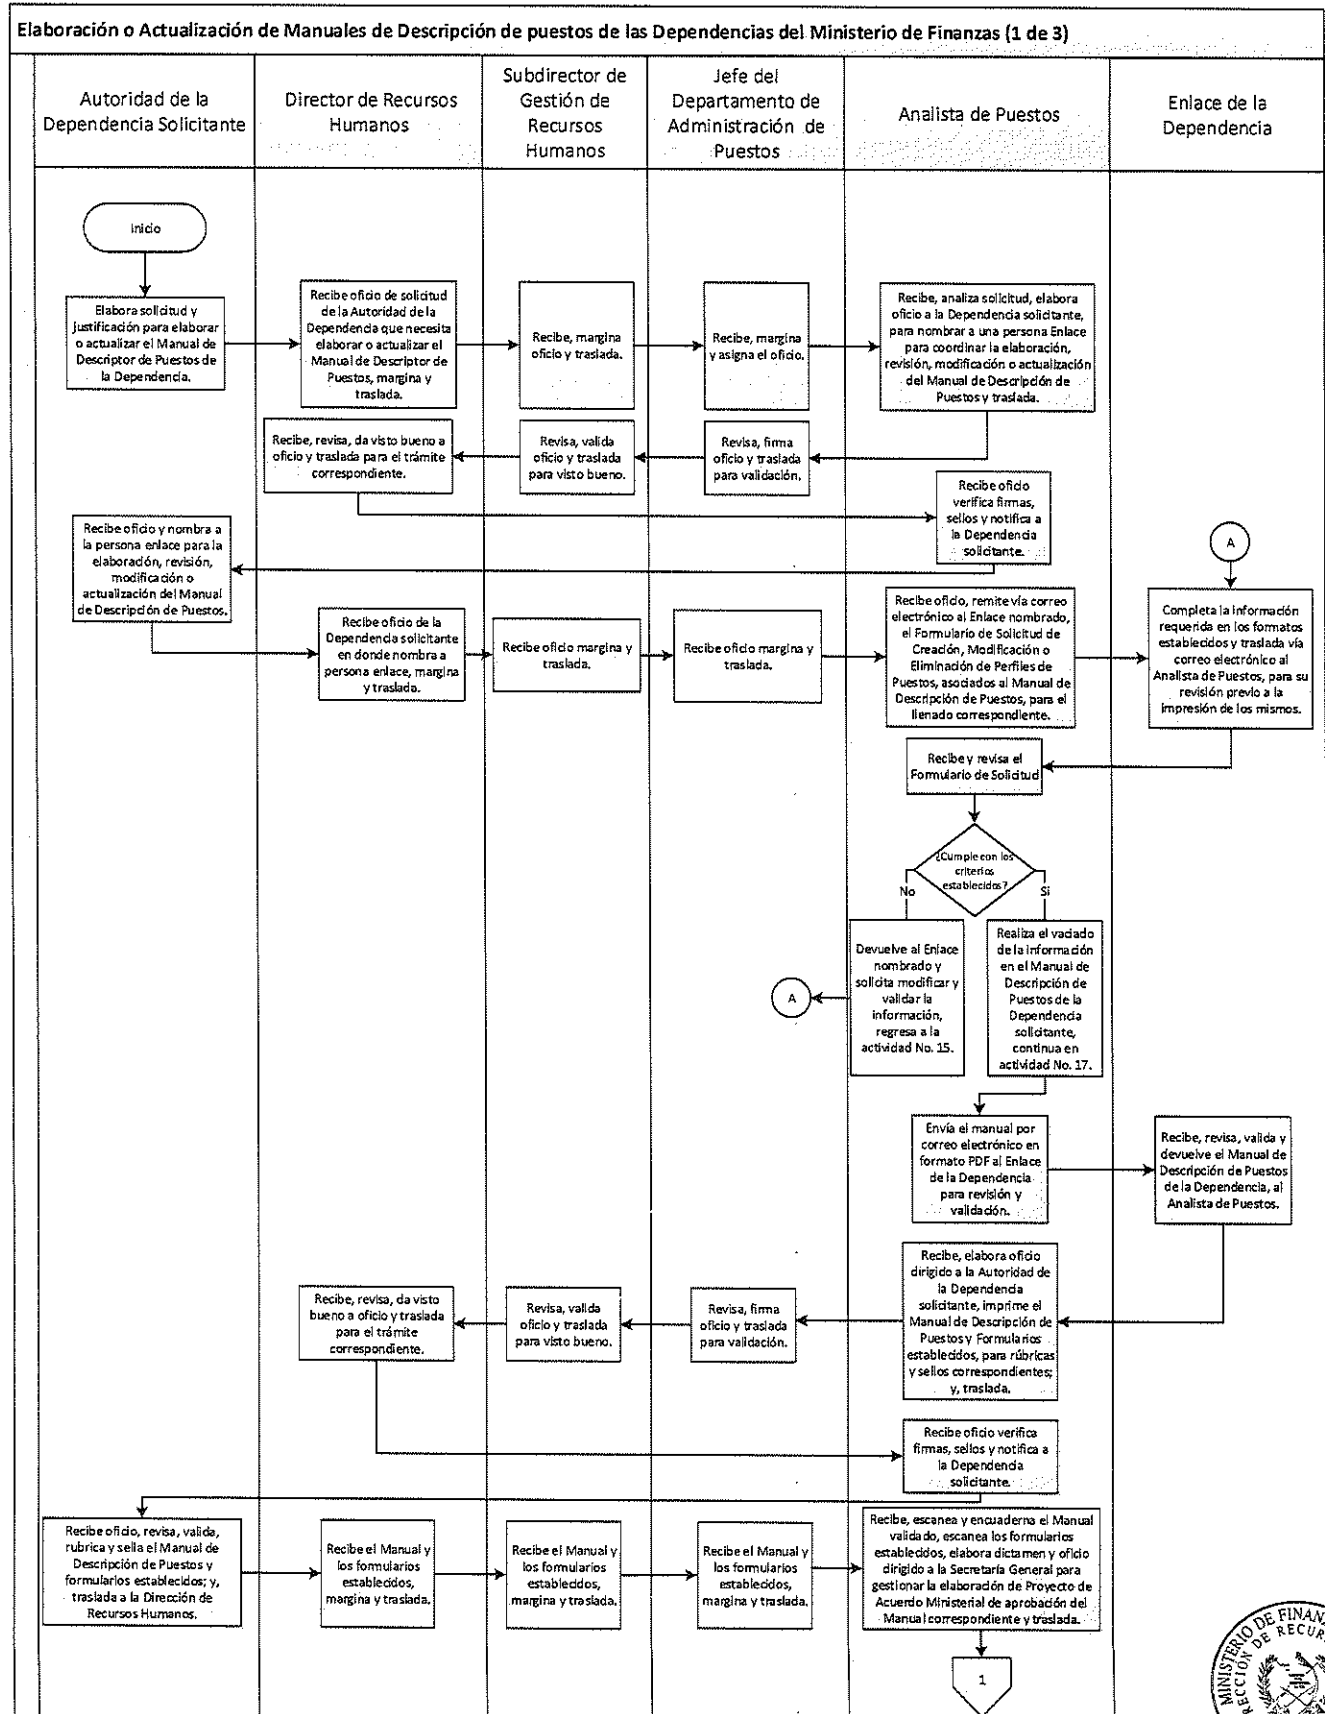 Elaboración o Actualización de Manuales de Descripción de puestos de las Dependencias del Ministerio de Finanzas (1 de 3)
Autoridad de la
Dependencia Solicitante
Director de Recursos
Humanos
Subdirector de
Gestión de
Recursos
Humanos
Jefe del
Departamento de
Administración de
Puestos
Analista de Puestos
Enlace de la
Dependencia
Inicio
Elabora solicitud y
justificación para elaborar
o actualizar el Manual de
Descriptor de Puestos de
la Dependencia.
Recibe oficio de solicitud
de la Autoridad de la
Dependencia que necesita
elaborar o actualizar el
Manual de Descriptor de
Puestos, margina y
traslada.
Recibe, margina
oficio y traslada.
Recibe, margina
y asigna el oficio.
Recibe, analiza solicitud, elabora
oficio a la Dependencia solicitante,
para nombrar a una persona Enlace
para coordinar la elaboración,
revisión, modificación o actualización
del Manual de Descripción de
Puestos y traslada.
Recibe, revisa, da visto bueno a
oficio y traslada para el trámite
correspondiente.
Revisa, valida
oficio y traslada
para visto bueno.
Revisa, firma
oficio y traslada
para validación.
Recibe oficio
verifica firmas,
sellos y notifica a
la Dependencia
solicitante.
Recibe oficio y nombra a
la persona enlace para la
elaboración, revisión,
modificación o
actualización del Manual
de Descripción de Puestos.
A
Recibe oficio de la
Dependencia solicitante
en donde nombra a
persona enlace, margina
y traslado.
Recibe oficio margina y
traslada.
Recibe oficio margina y
traslada.
Recibe oficio, remite vía correo
electrónico al Enlace nombrado,
el Formulario de Solicitud de
Creación, Modificación o
Eliminación de Perfiles de
Puestos, asociados al Manual de
Descripción de Puestos, para el
llenado correspondiente.
Completa la información
requerida en los formatos
establecidos y traslada vía
correo electrónico al
Analista de Puestos, para su
revisión previo a la
impresión de los mismos.
Recibe y revisa el
Formulario de Solicitud
¿Cumple con los
criterios
establecidos?
No
Si
Devuelve al Enlace
nombrado y
solicita modificar y
validar la
información,
regresa a la
actividad No. 15.
A
Realiza el vaciado
de la información
en el Manual de
Descripción de
Puestos de la
Dependencia
solicitante,
continua en
actividad No. 17.
Envía el manual por
correo electrónico en
formato PDF al Enlace
de la Dependencia
para revisión y
validación.
Recibe, revisa, valida y
devuelve el Manual de
Descripción de Puestos
de la Dependencia, al
Analista de Puestos.
Recibe, elabora oficio
dirigido a la Autoridad de
la Dependencia
solicitante, imprime el
Manual de Descripción de
Puestos y Formularios
establecidos, para rúbricas
y sellos correspondientes;
y, traslada.
Recibe, revisa, da visto
bueno a oficio y traslada
para el trámite
correspondiente.
Revisa, valida
oficio y traslada
para visto bueno.
Revisa, firma
oficio y traslada
para validación.
Recibe oficio verifica
firmas, sellos y notifica a
la Dependencia
solicitante.
Recibe oficio, revisa, valida,
rubrica y sella el Manual de
Descripción de Puestos y
formularios establecidos; y,
traslada a la Dirección de
Recursos Humanos.
Recibe el Manual y
los formularios
establecidos,
margina y traslada.
Recibe el Manual y
los formularios
establecidos,
margina y traslada.
Recibe el Manual y
los formularios
establecidos,
margina y traslada.
Recibe, escanea y encuaderna el Manual
validado, escanea los formularios
establecidos, elabora dictamen y oficio
dirigido a la Secretaría General para
gestionar la elaboración de Proyecto de
Acuerdo Ministerial de aprobación del
Manual correspondiente y traslada.
1
MINISTERIO DE FINAN
RECCIÓN DE RECUR